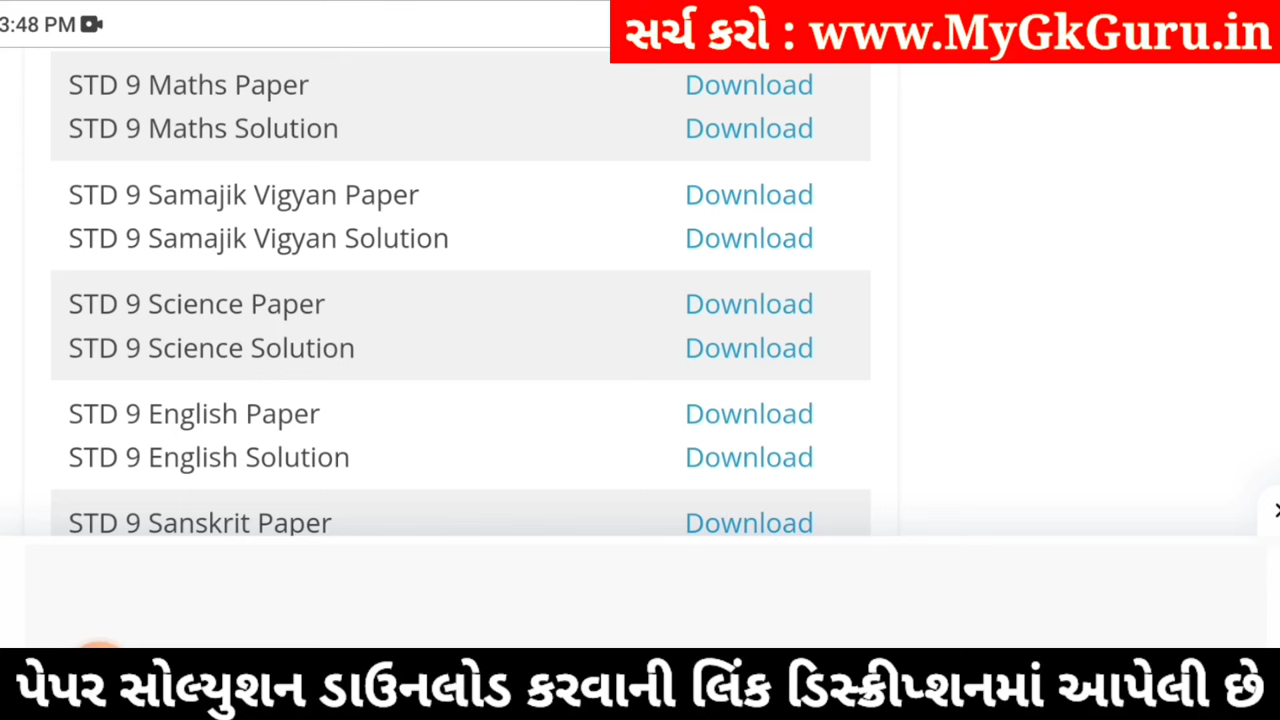 3:48 PM
સર્ચ કરો : www.MyGkGuru.in
STD 9 Maths Paper Download
STD 9 Maths Solution Download
STD 9 Samajik Vigyan Paper Download
STD 9 Samajik Vigyan Solution Download
STD 9 Science Paper Download
STD 9 Science Solution Download
STD 9 English Paper Download
STD 9 English Solution Download
STD 9 Sanskrit Paper Download
પેપર સોલ્યુશન ડાઉનલોડ કરવાની લિંક ડિસ્ક્રીપ્શનમાં આપેલી છે